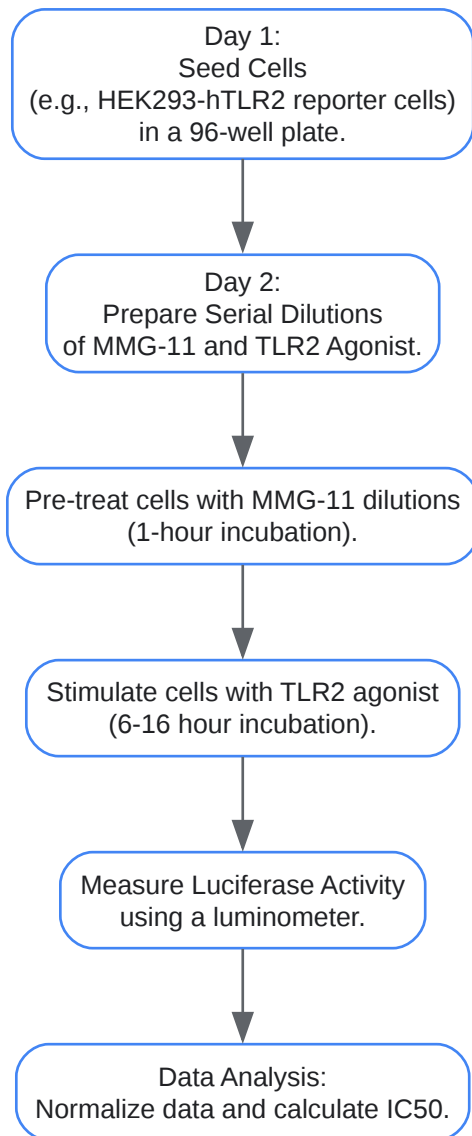 Day 1:
Seed Cells
(e.g., HEK293-hTLR2 reporter cells)
in a 96-well plate.
Day 2:
Prepare Serial Dilutions
of MMG-11 and TLR2 Agonist.
Pre-treat cells with MMG-11 dilutions
(1-hour incubation).
Stimulate cells with TLR2 agonist
(6-16 hour incubation).
Measure Luciferase Activity
using a luminometer.
Data Analysis:
Normalize data and calculate IC50.